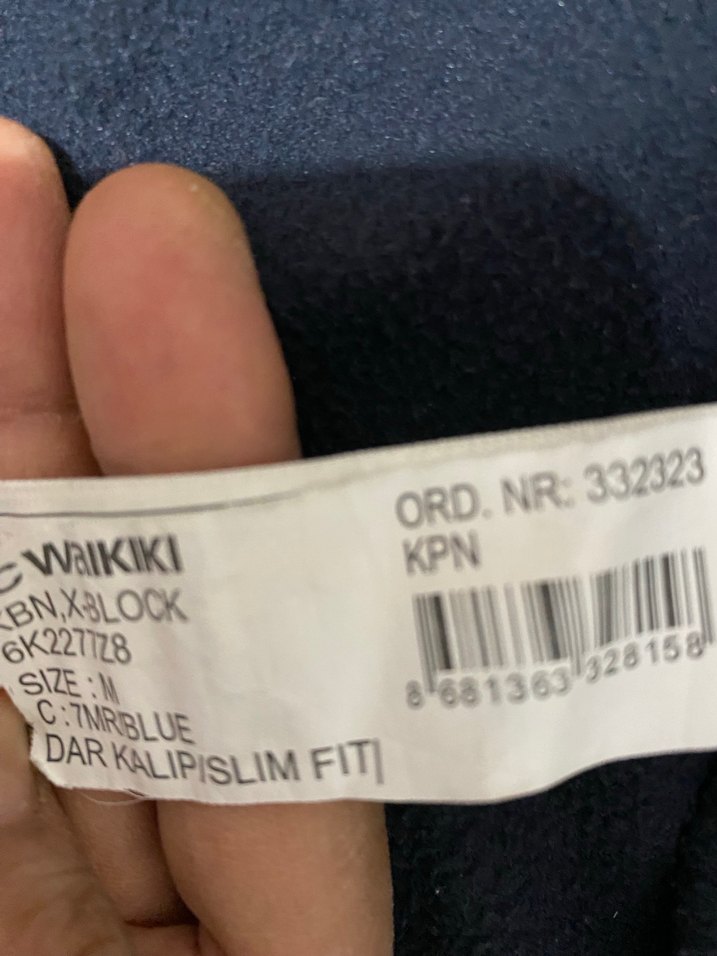 C WAIKIKI
KBN,X-BLOCK
6K2277Z8
SIZE : M
C : 7MR|BLUE
DAR KALIP|SLIM FIT|
ORD. NR: 332323
KPN
8 681363 328158